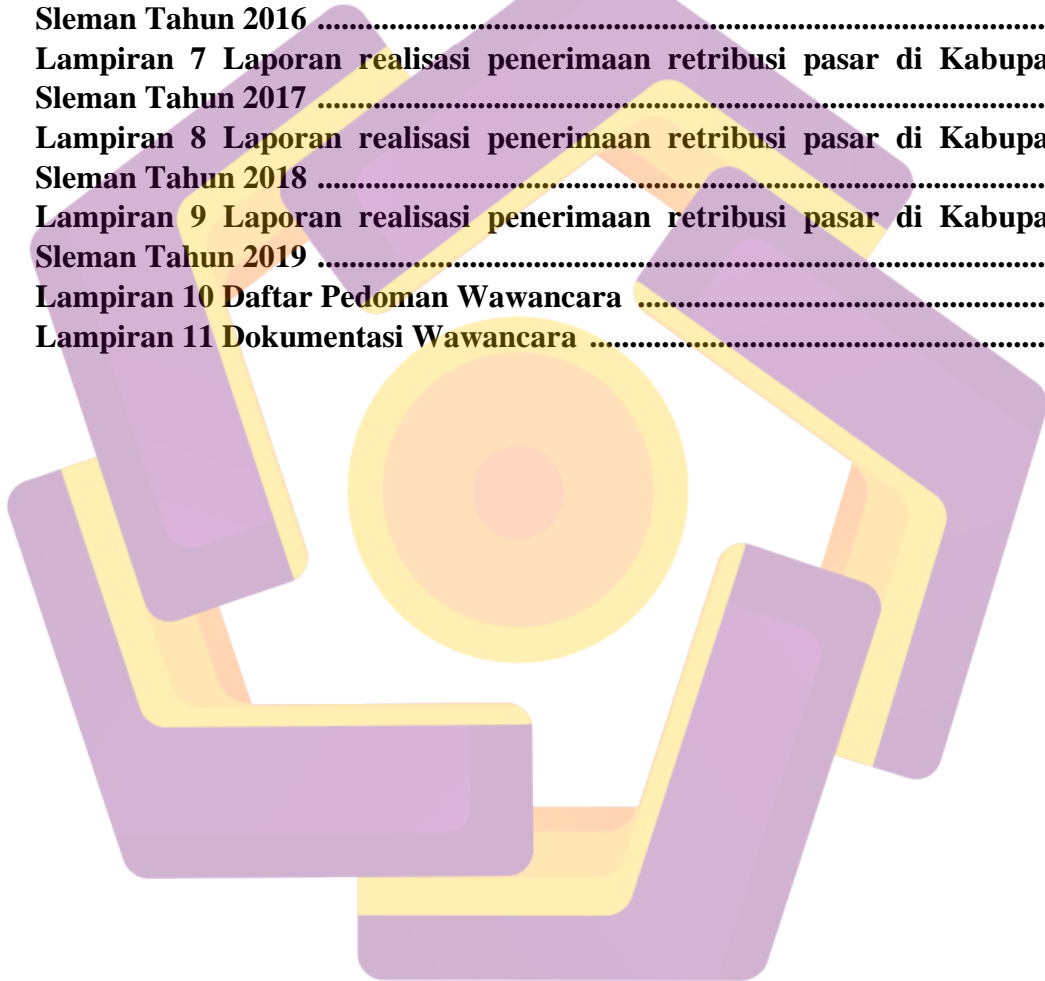 Sleman Tahun 2016 ........................................................................................
Lampiran 7 Laporan realisasi penerimaan retribusi pasar di Kabupa
Sleman Tahun 2017 ........................................................................................
Lampiran 8 Laporan realisasi penerimaan retribusi pasar di Kabupa
Sleman Tahun 2018 ........................................................................................
Lampiran 9 Laporan realisasi penerimaan retribusi pasar di Kabupa
Sleman Tahun 2019 ........................................................................................
Lampiran 10 Daftar Pedoman Wawancara .................................................
Lampiran 11 Dokumentasi Wawancara .......................................................